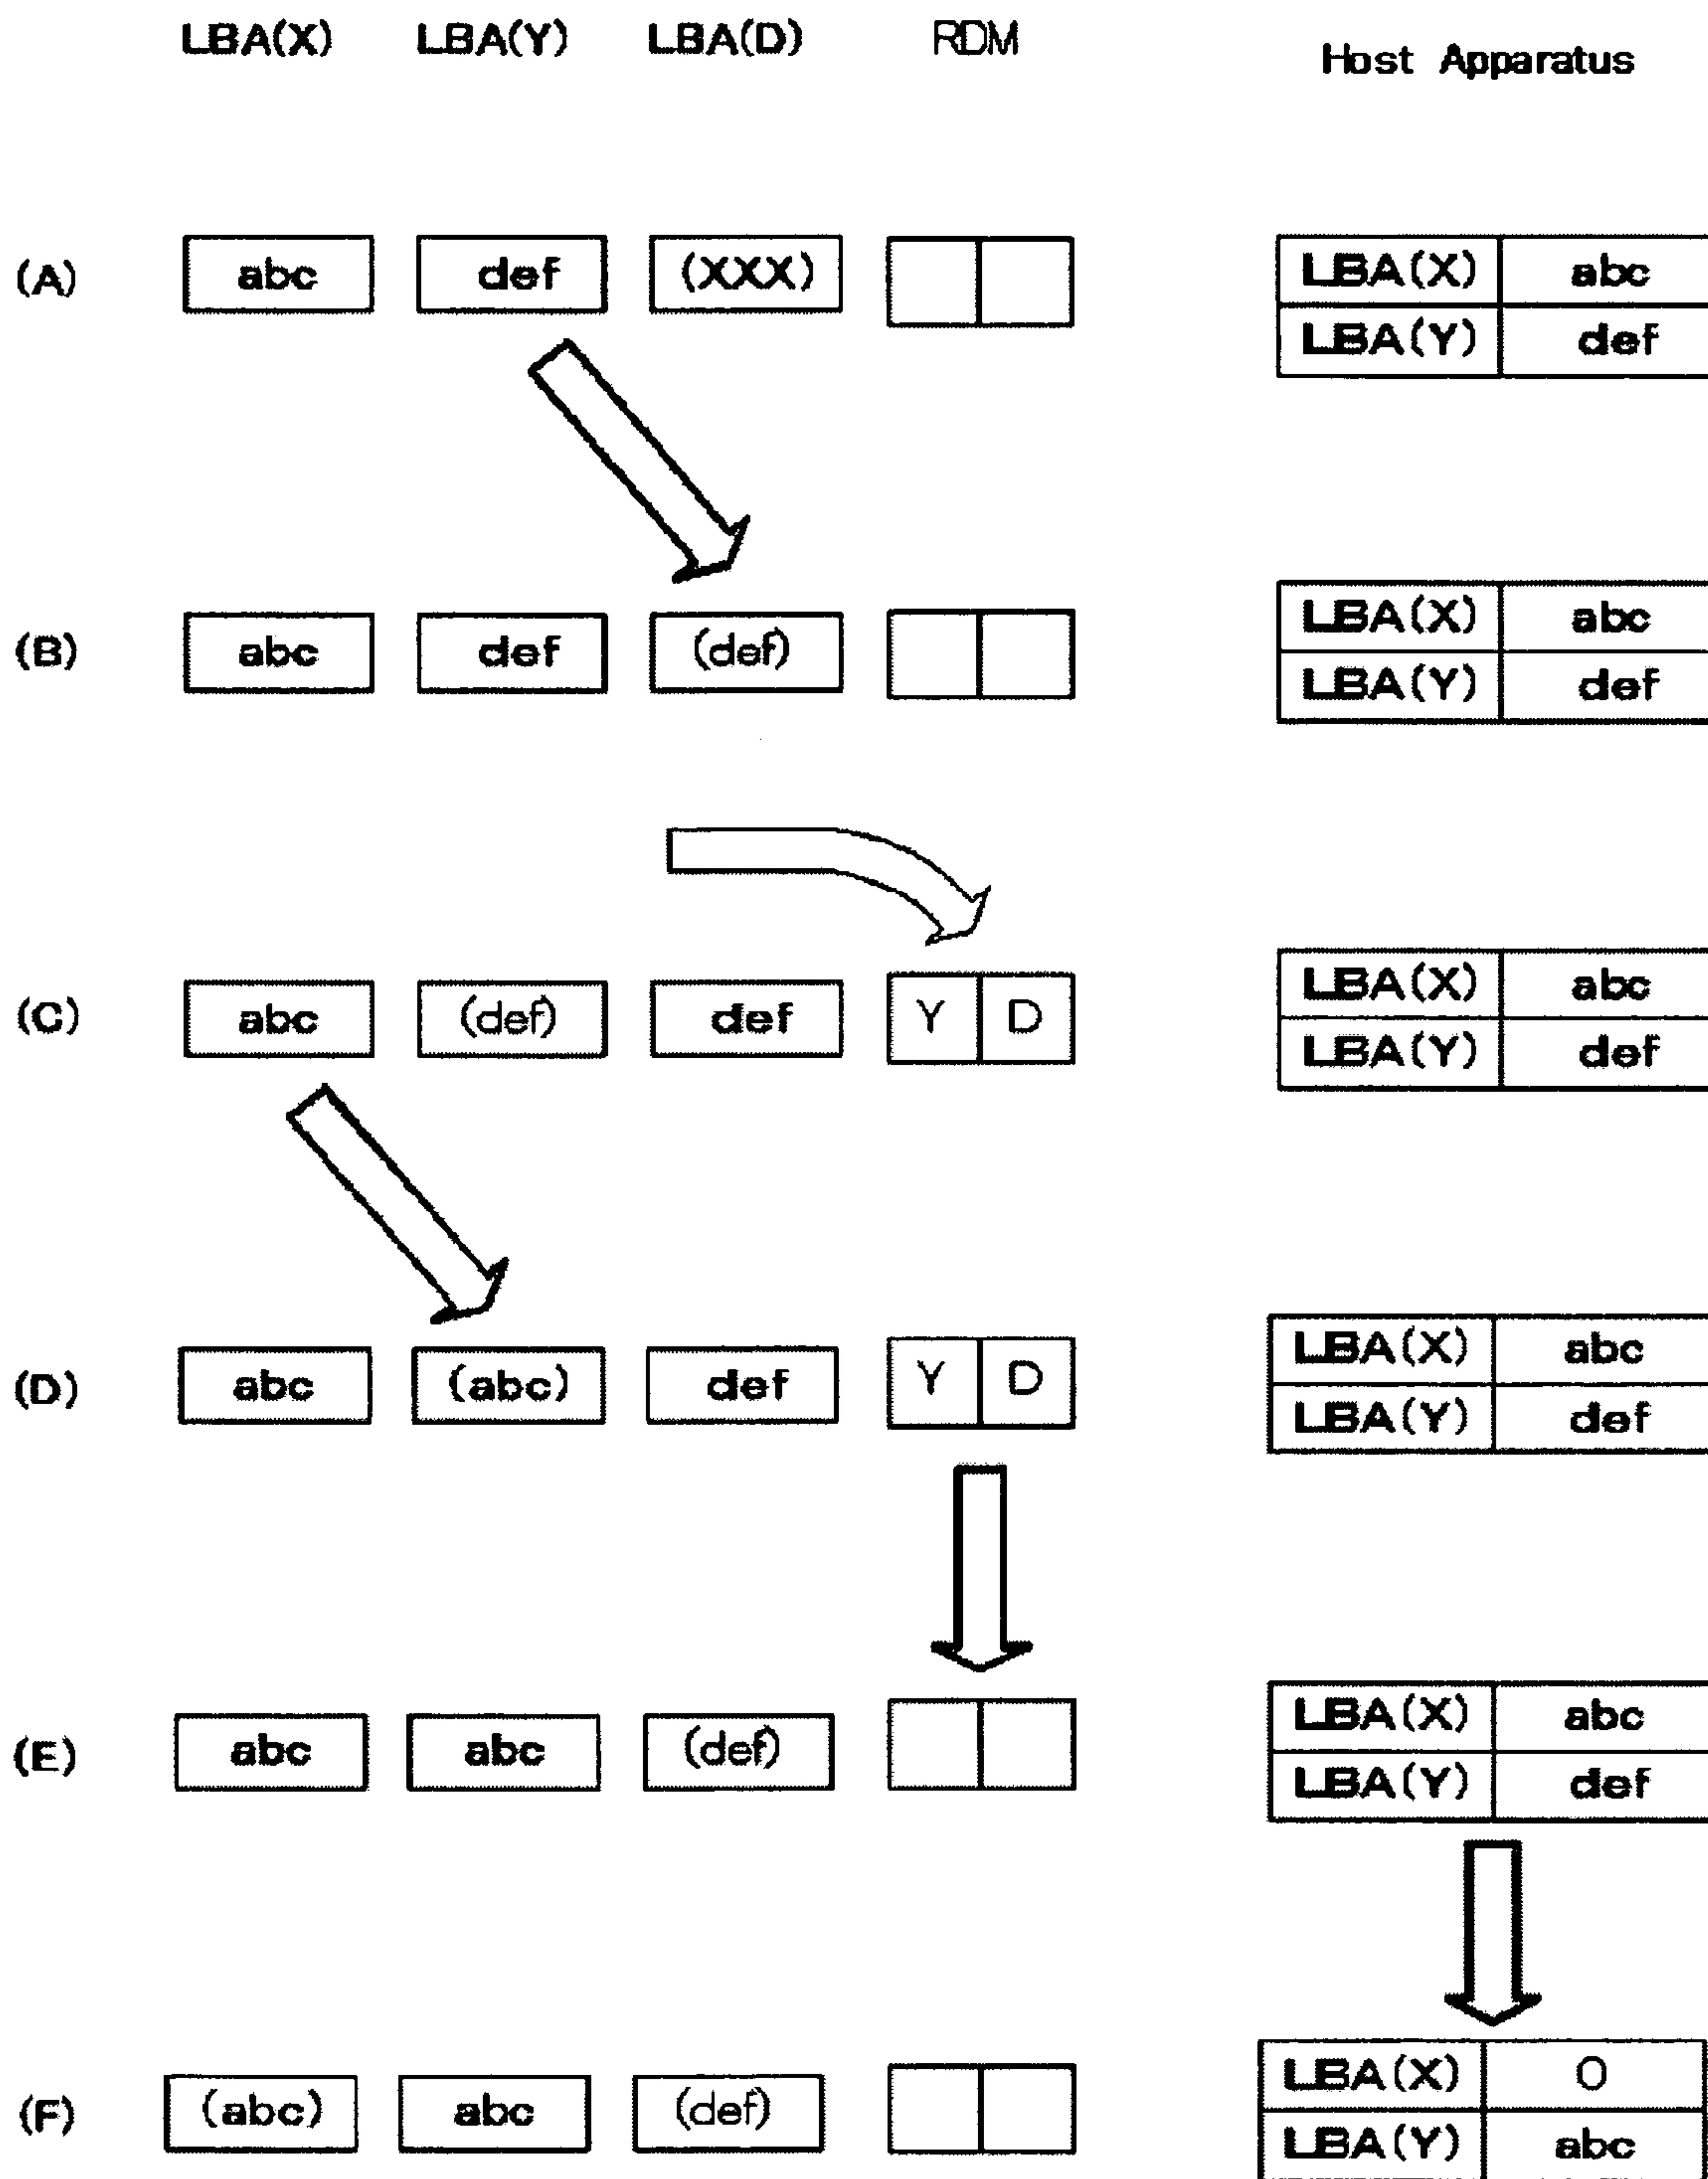 LBA(X) LBA(Y) LBA(D) RDM Host Apparatus
(A) abc def (XXX) LBA(X) abc
LBA(Y) def
(B) abc def (def) LBA(X) abc
LBA(Y) def
(C) abc (def) def Y D LBA(X) abc
LBA(Y) def
(D) abc (abc) def Y D LBA(X) abc
LBA(Y) def
(E) abc abc (def) LBA(X) abc
LBA(Y) def
(F) (abc) abc (def) LBA(X) O
LBA(Y) abc